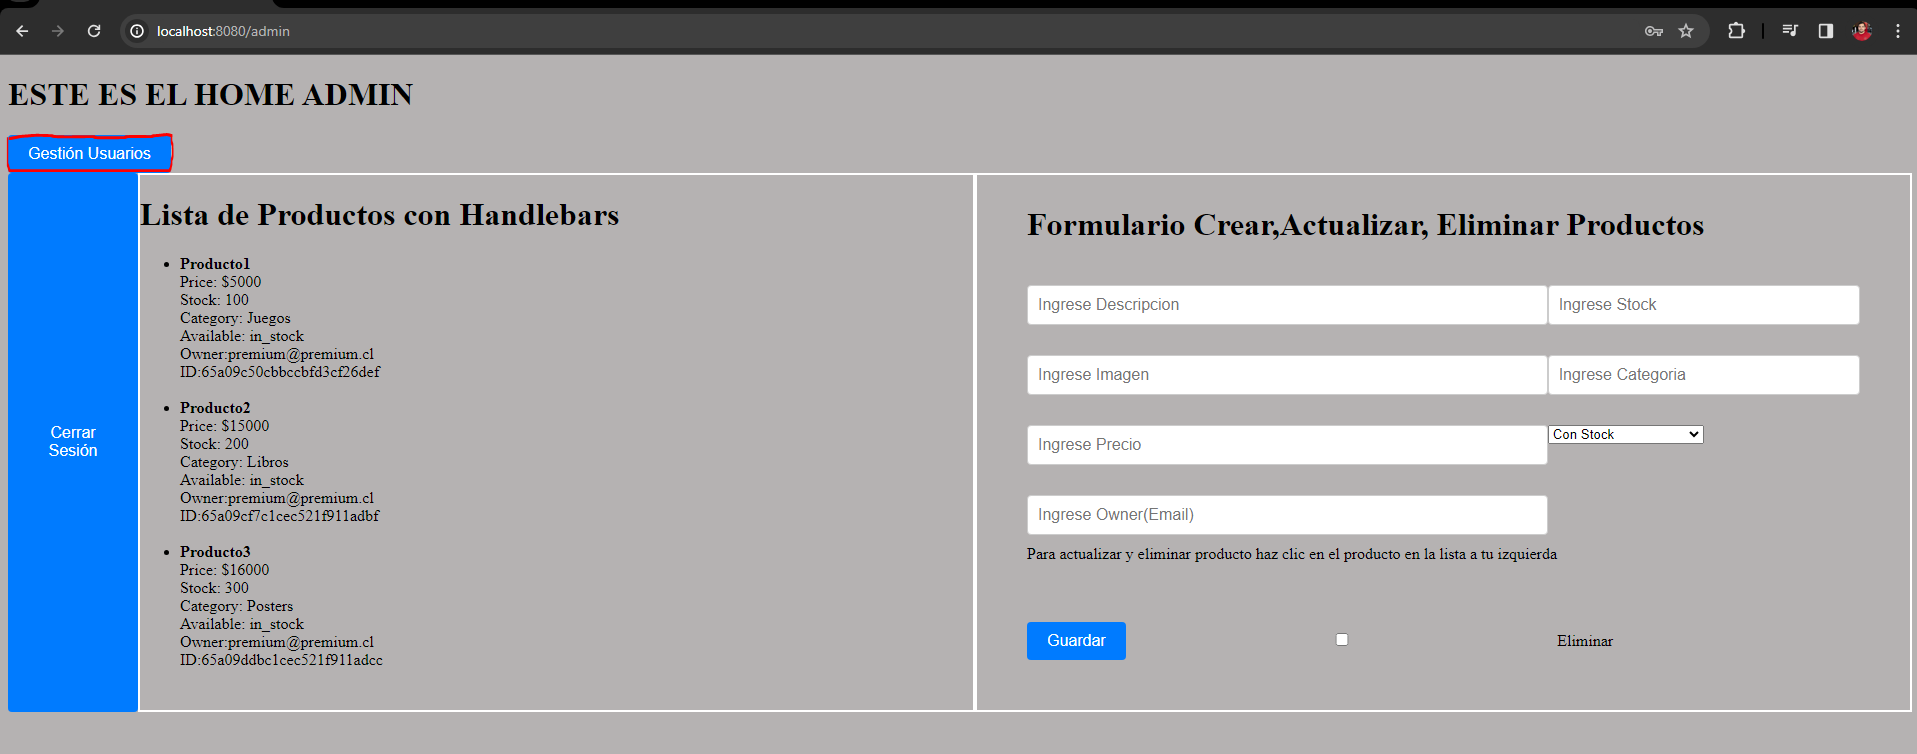 localhost:8080/admin
ESTE ES EL HOME ADMIN
Gestión Usuarios
Cerrar
Sesión
Lista de Productos con Handlebars
Producto1
Price: $5000
Stock: 100
Category: Juegos
Available: in_stock
Owner:premium@premium.cl
ID:65a09c50cbbccbfd3cf26def
Producto2
Price: $15000
Stock: 200
Category: Libros
Available: in_stock
Owner:premium@premium.cl
ID:65a09cf7c1cec521f911adbf
Producto3
Price: $16000
Stock: 300
Category: Posters
Available: in_stock
Owner:premium@premium.cl
ID:65a09ddbc1cec521f911adcc
Formulario Crear,Actualizar, Eliminar Productos
Ingrese Descripcion
Ingrese Stock
Ingrese Imagen
Ingrese Categoria
Ingrese Precio
Con Stock
Ingrese Owner(Email)
Para actualizar y eliminar producto haz clic en el producto en la lista a tu izquierda
Guardar
Eliminar